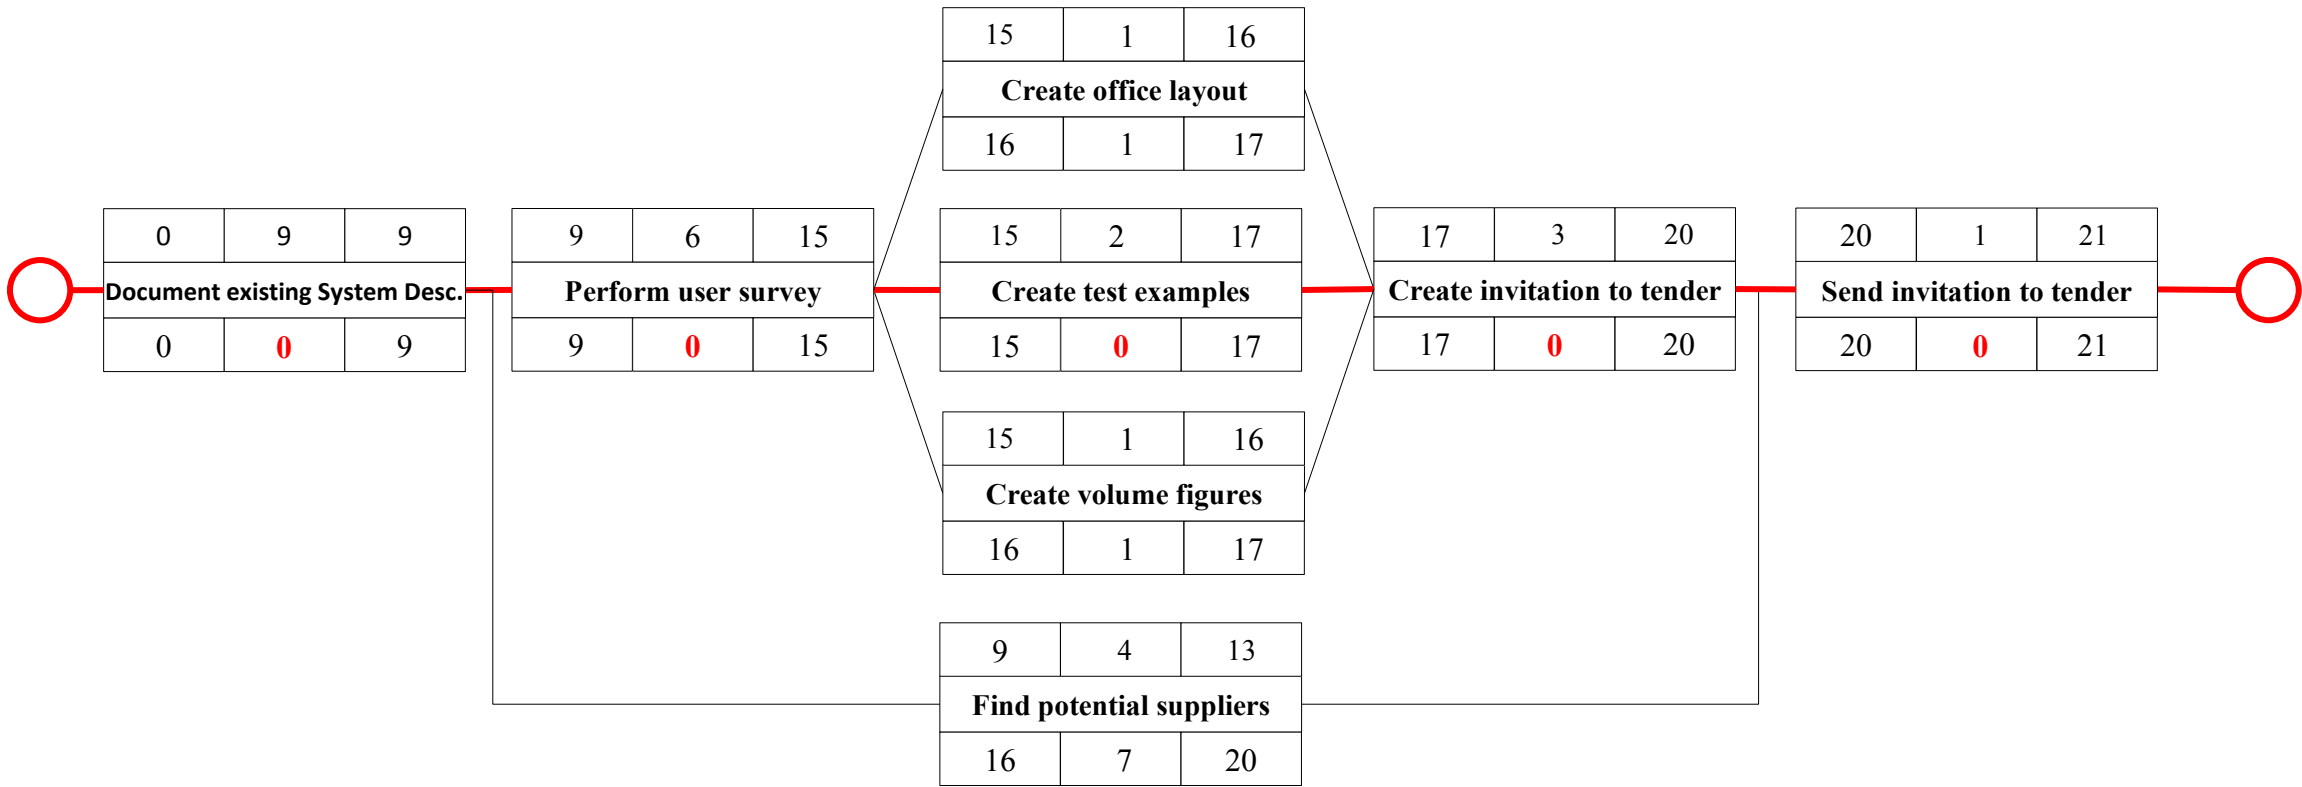 15 1 16
Create office layout
16 1 17
0 9 9
Document existing System Desc.
0 0 9
9 6 15
Perform user survey
9 0 15
15 2 17
Create test examples
15 0 17
17 3 20
Create invitation to tender
17 0 20
20 1 21
Send invitation to tender
20 0 21
15 1 16
Create volume figures
16 1 17
9 4 13
Find potential suppliers
16 7 20